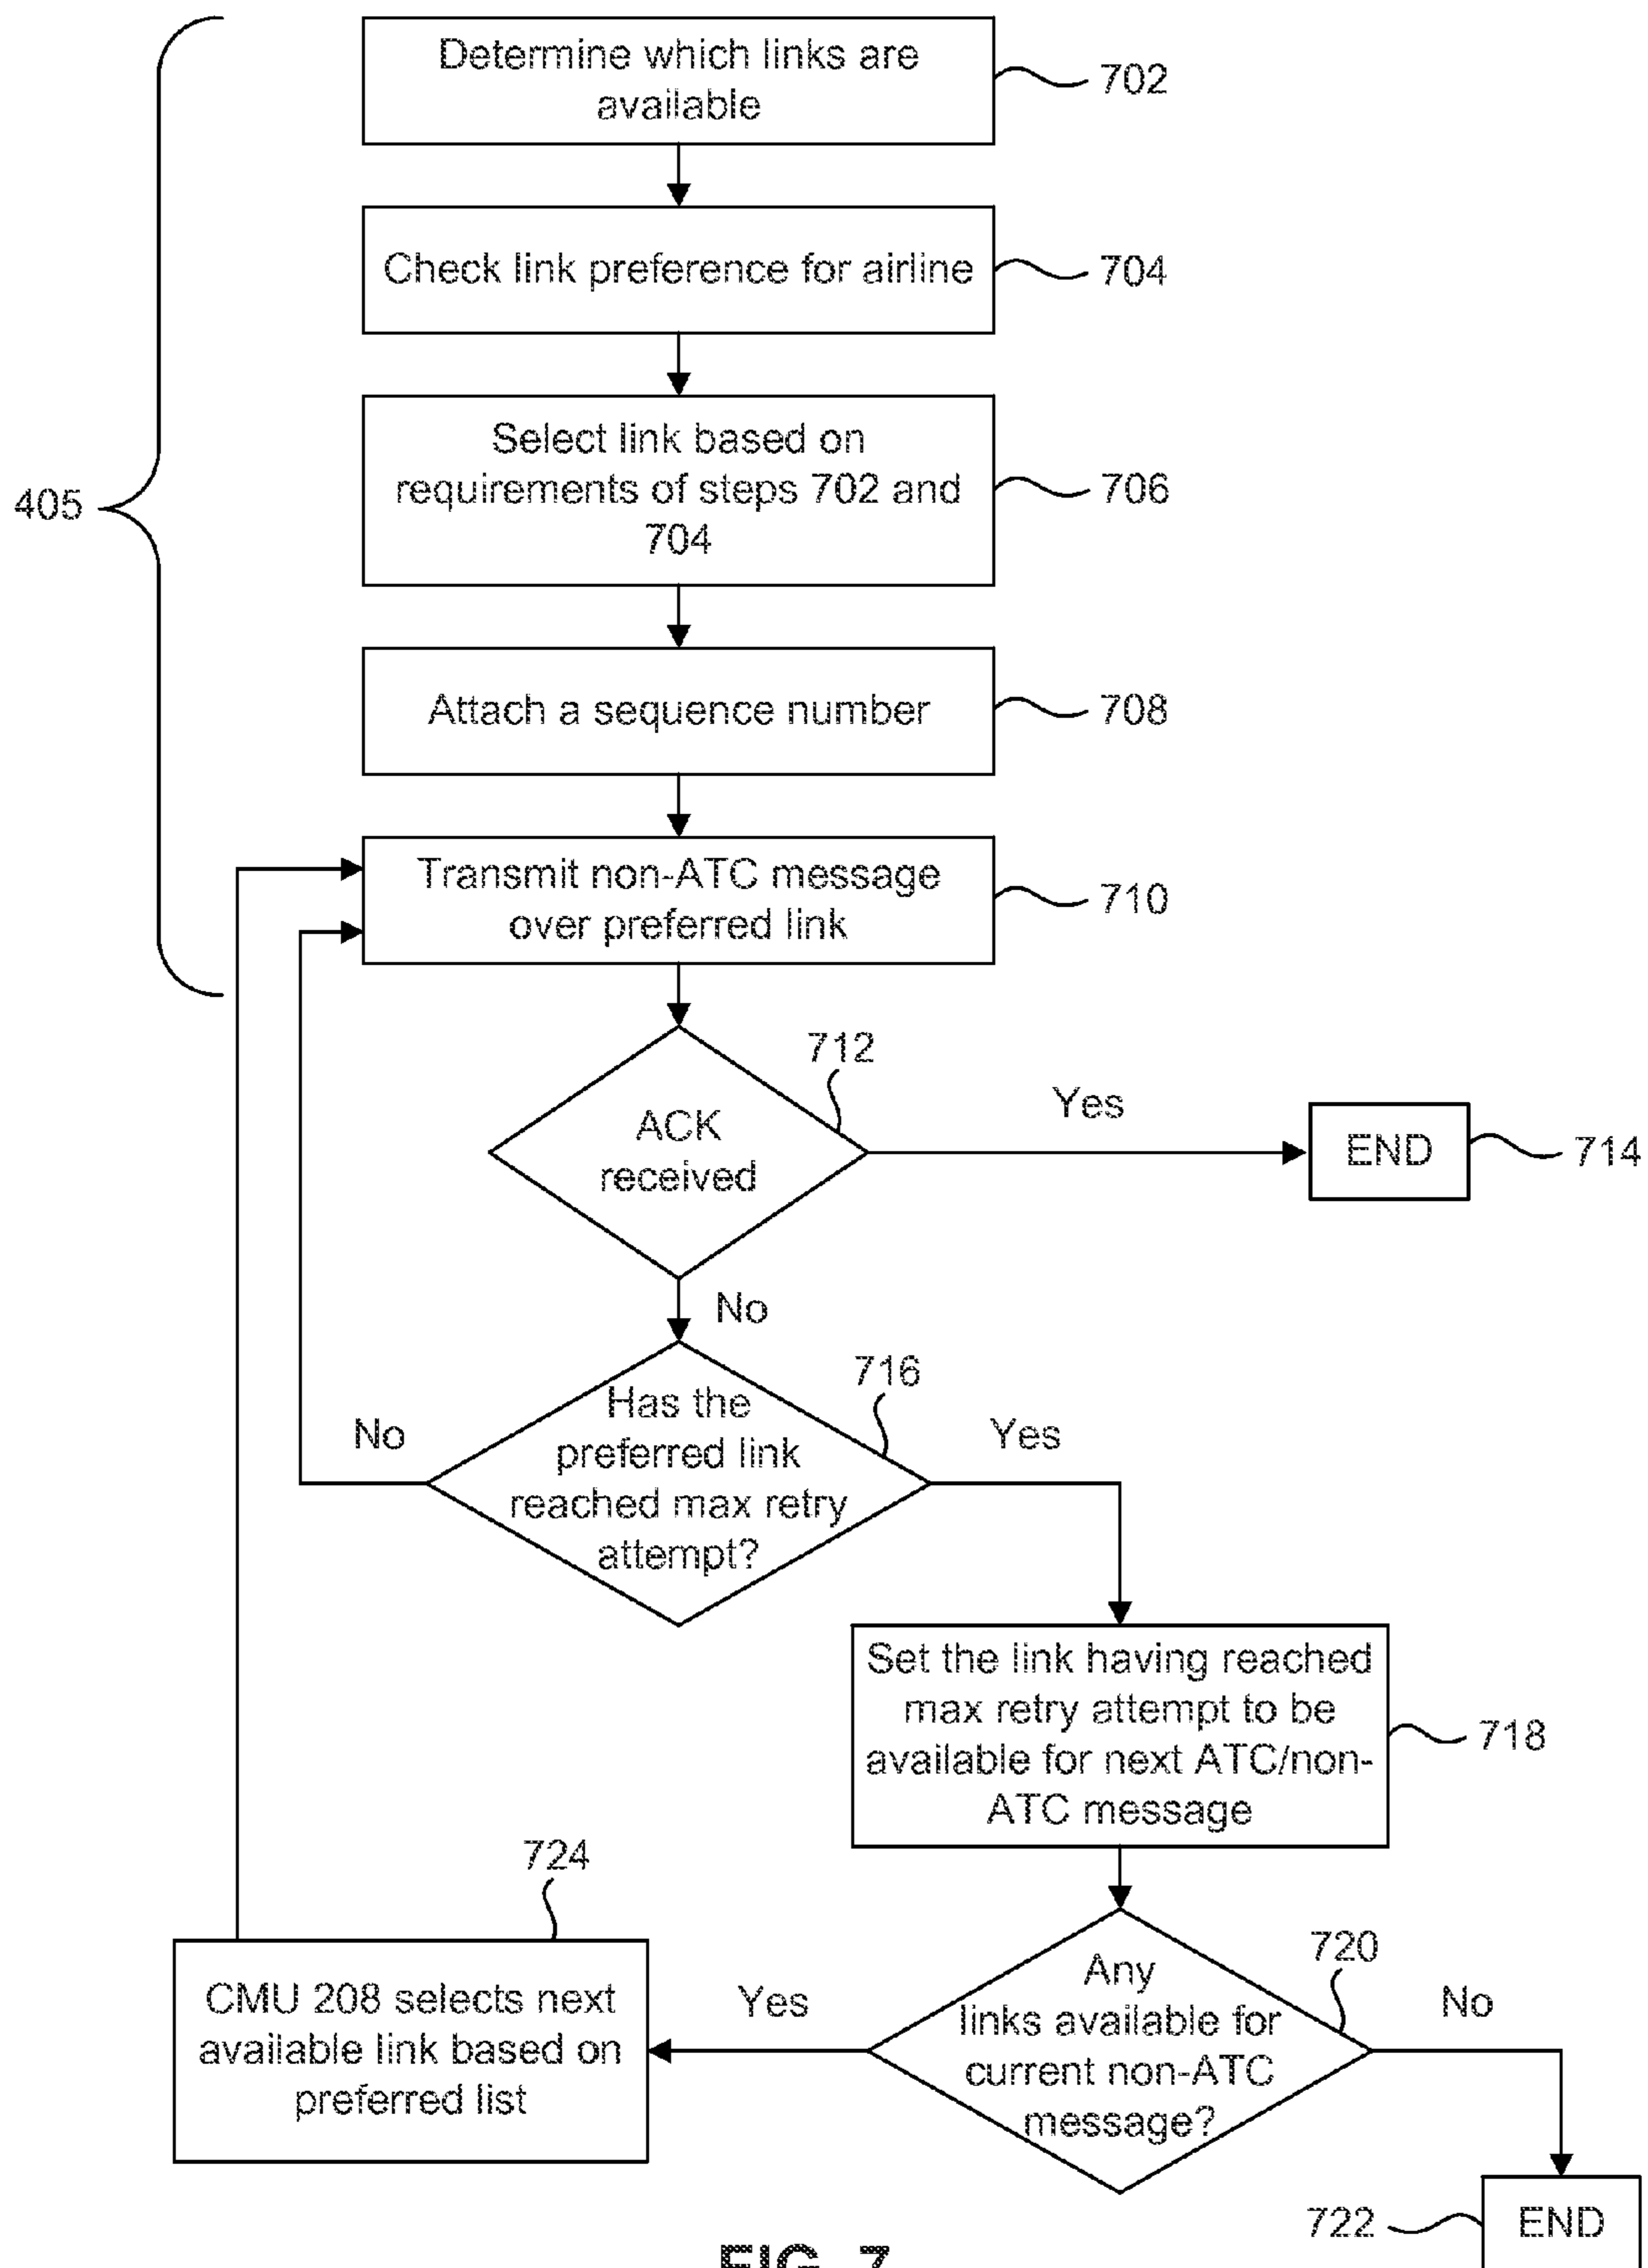 Determine which links are
available
702
Check link preference for airline
704
Select link based on
requirements of steps 702 and
704
706
405
Attach a sequence number
708
Transmit non-ATC message
over preferred link
710
712
ACK
received
Yes
END
714
No
716
Has the
preferred link
reached max retry
attempt?
No
Yes
Set the link having reached
max retry attempt to be
available for next ATC/non-
ATC message
718
724
CMU 208 selects next
available link based on
preferred list
Yes
720
Any
links available for
current non-ATC
message?
No
722
END
FIG. 7